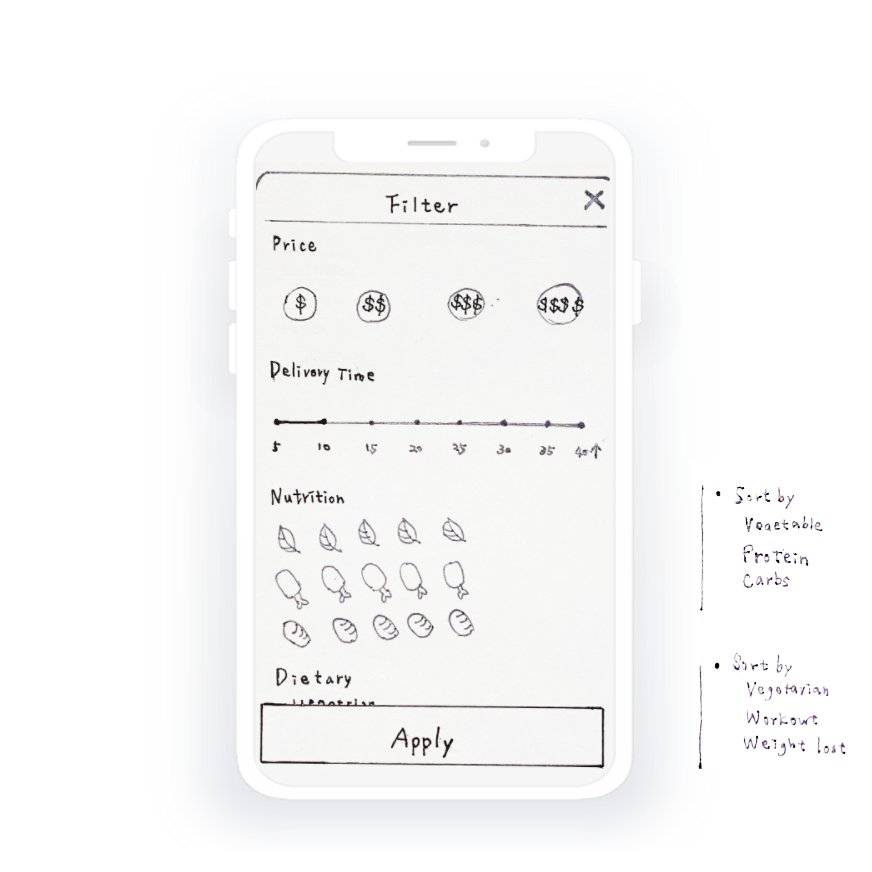 Filter
Price
$ $$ $$$ $$$$
Delivery Time
5 10 15 20 25 30 35 40↑
Nutrition
Dietary
Apply
• Sort by
Vegetable
Protein
Carbs
• Sort by
Vegetarian
Workout
Weight lost